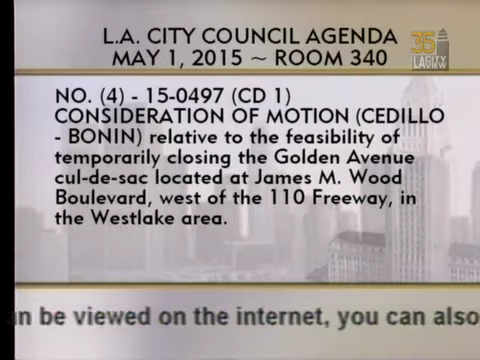 L.A. CITY COUNCIL AGENDA
MAY 1, 2015 ~ ROOM 340
35
LACITY
VIEW
NO. (4) - 15-0497 (CD 1)
CONSIDERATION OF MOTION (CEDILLO
- BONIN) relative to the feasibility of
temporarily closing the Golden Avenue
cul-de-sac located at James M. Wood
Boulevard, west of the 110 Freeway, in
the Westlake area.
an be viewed on the internet, you can also